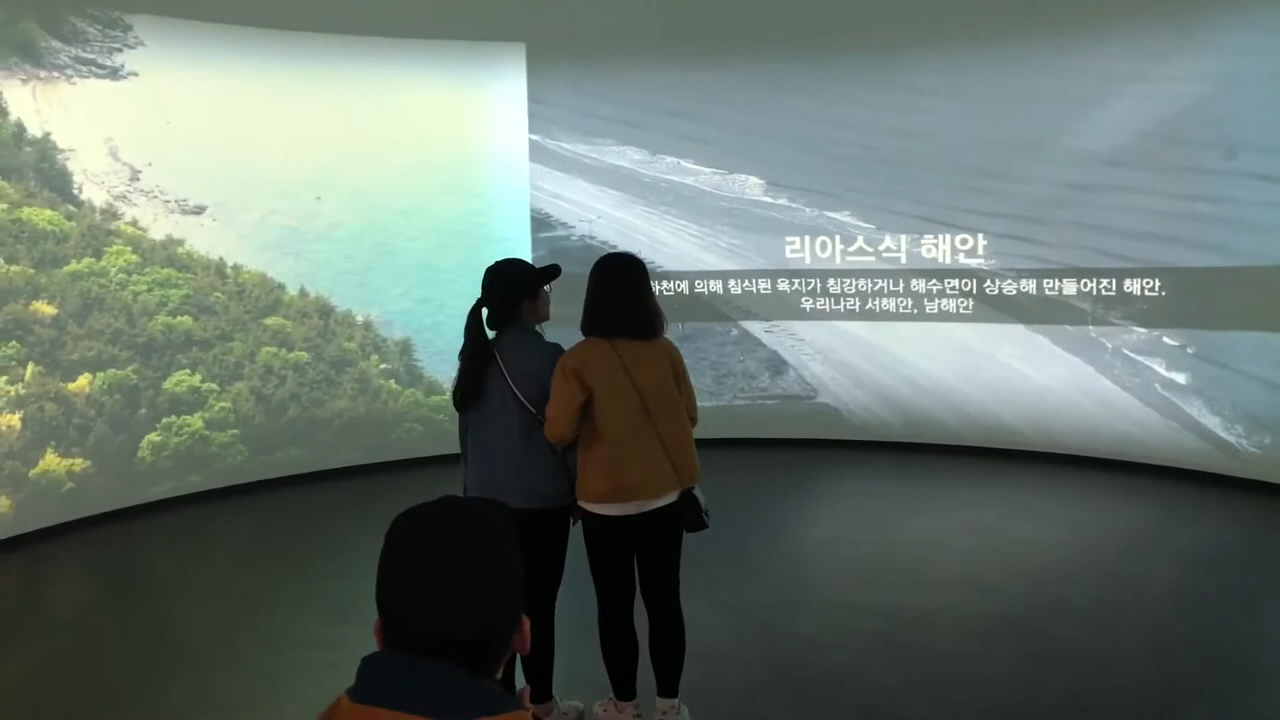 리아스식 해안
하천에 의해 침식된 육지가 침강하거나 해수면이 상승해 만들어진 해안.
우리나라 서해안, 남해안